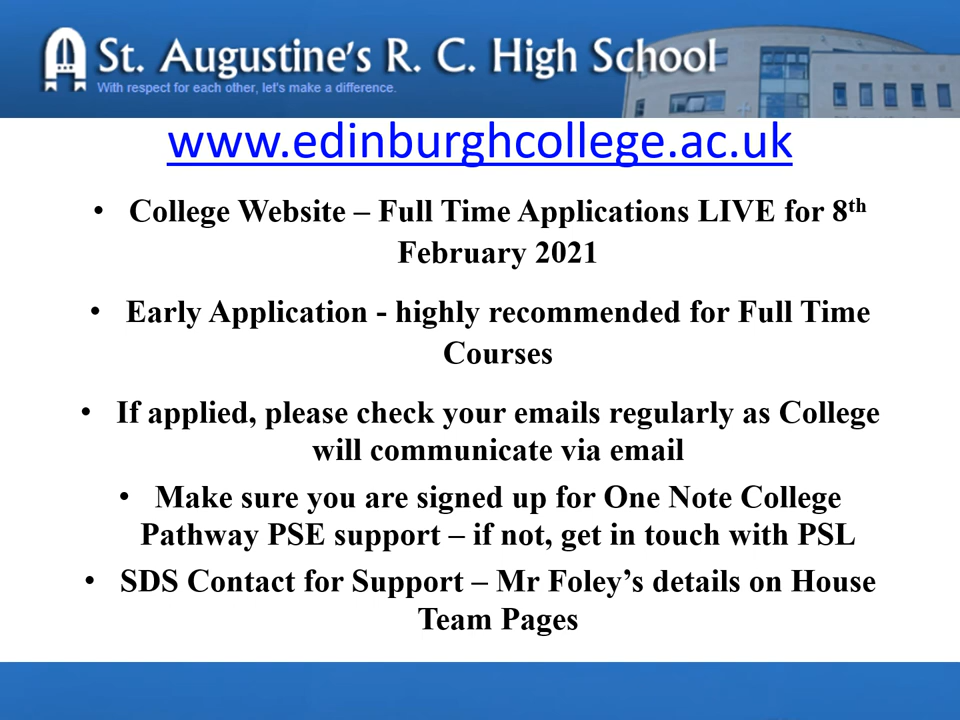 St. Augustine's R. C. High School
With respect for each other, let's make a difference.
www.edinburghcollege.ac.uk
• College Website – Full Time Applications LIVE for 8th
February 2021
• Early Application - highly recommended for Full Time
Courses
• If applied, please check your emails regularly as College
will communicate via email
• Make sure you are signed up for One Note College
Pathway PSE support – if not, get in touch with PSL
• SDS Contact for Support – Mr Foley’s details on House
Team Pages